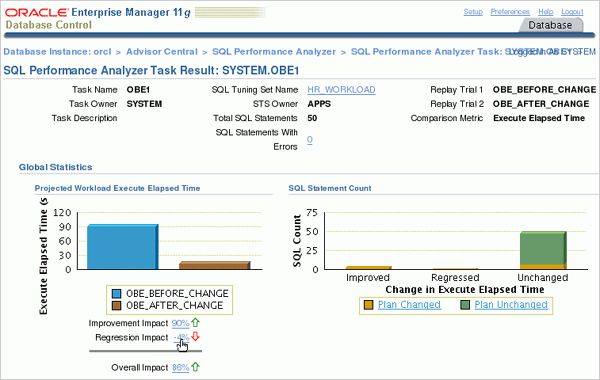 ORACLE Enterprise Manager 11g
Database Control
Setup Preferences Help Logout
Database
Database Instance: orcl > Advisor Central > SQL Performance Analyzer > SQL Performance Analyzer Task: SYSTEM.OBE1 >
SQL Performance Analyzer Task Result: SYSTEM.OBE1
Task Name OBE1
Task Owner SYSTEM
Task Description
SQL Tuning Set Name HR_WORKLOAD
STS Owner APPS
Total SQL Statements 50
SQL Statements With
Errors 0
Replay Trial 1 OBE_BEFORE_CHANGE
Replay Trial 2 OBE_AFTER_CHANGE
Comparison Metric Execute Elapsed Time
Global Statistics
Projected Workload Execute Elapsed Time
Execute Elapsed Time (s
120
90
60
30
0
OBE_BEFORE_CHANGE
OBE_AFTER_CHANGE
Improvement Impact 90%
Regression Impact -4%
Overall Impact 86%
SQL Statement Count
SQL Count
75
50
25
0
Improved Regressed Unchanged
Change in Execute Elapsed Time
Plan Changed Plan Unchanged